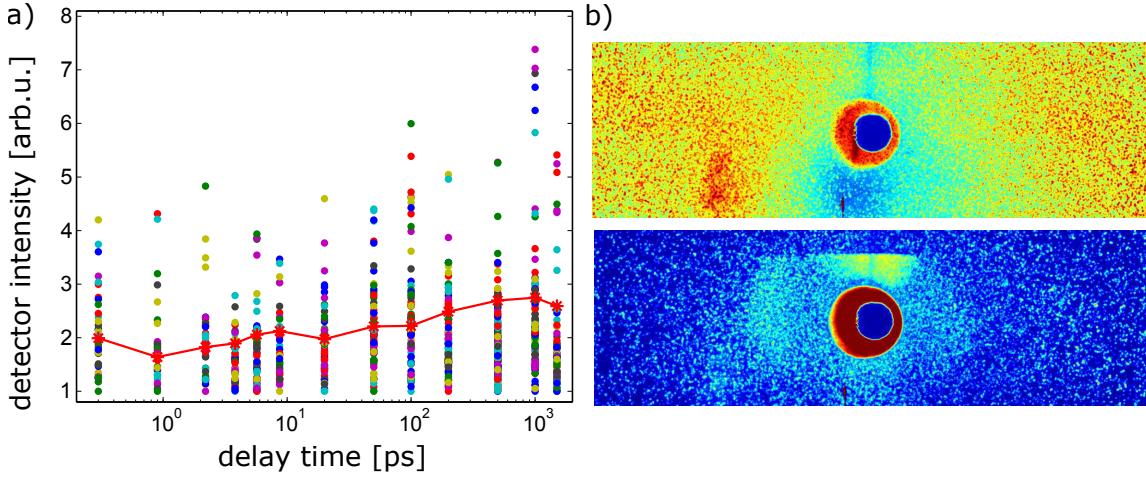 a)
b)
detector intensity [arb.u.]
8
7
6
5
4
3
2
1
10^0 10^1 10^2 10^3
delay time [ps]